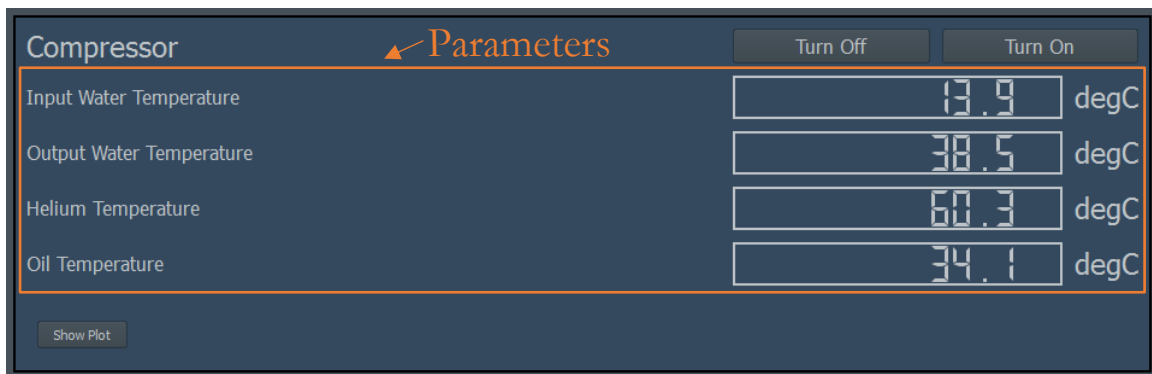 Compressor Parameters Turn Off Turn On
Input Water Temperature 13.9 degC
Output Water Temperature 38.5 degC
Helium Temperature 60.3 degC
Oil Temperature 34.1 degC
Show Plot